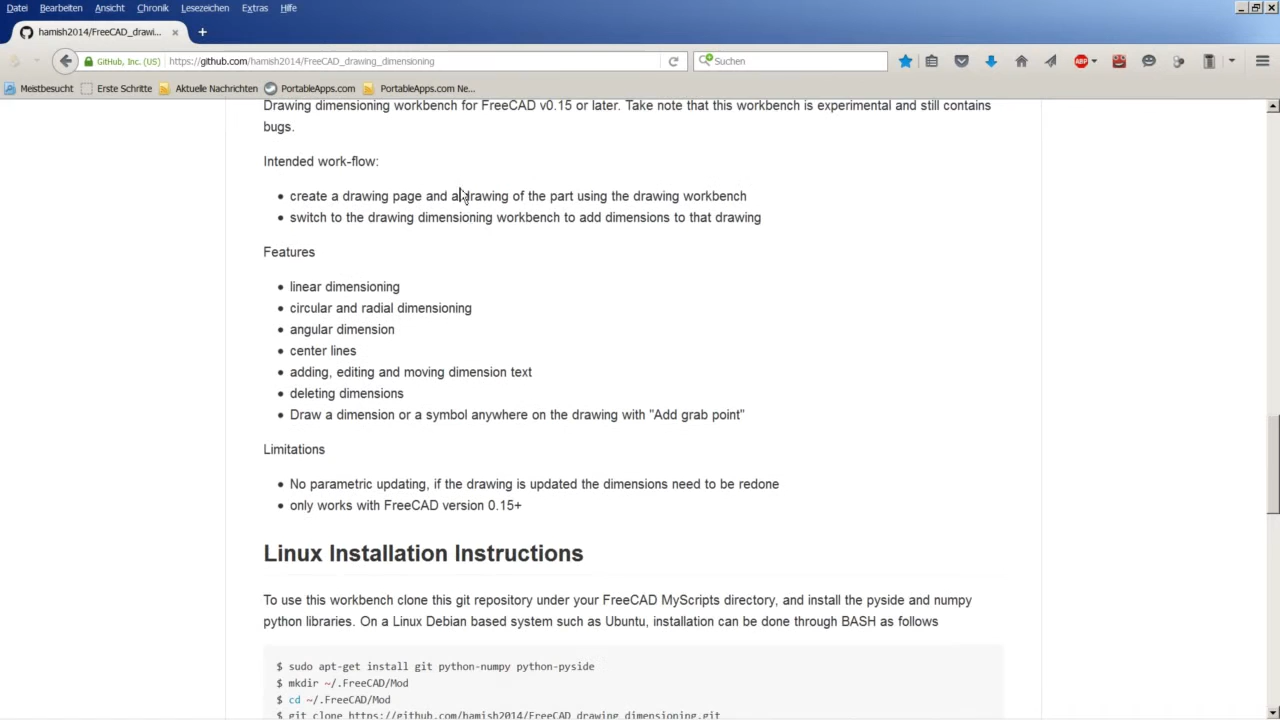 Datei Bearbeiten Ansicht Chronik Lesezeichen Extras Hilfe
hamish2014/FreeCAD_drawi...
GitHub, Inc. (US) https://github.com/hamish2014/FreeCAD_drawing_dimensioning Suchen ABP
Meistbesucht Erste Schritte Aktuelle Nachrichten PortableApps.com PortableApps.com Ne...
Drawing dimensioning workbench for FreeCAD v0.15 or later. Take note that this workbench is experimental and still contains
bugs.
Intended work-flow:
• create a drawing page and a drawing of the part using the drawing workbench
• switch to the drawing dimensioning workbench to add dimensions to that drawing
Features
• linear dimensioning
• circular and radial dimensioning
• angular dimension
• center lines
• adding, editing and moving dimension text
• deleting dimensions
• Draw a dimension or a symbol anywhere on the drawing with "Add grab point"
Limitations
• No parametric updating, if the drawing is updated the dimensions need to be redone
• only works with FreeCAD version 0.15+
Linux Installation Instructions
To use this workbench clone this git repository under your FreeCAD MyScripts directory, and install the pyside and numpy
python libraries. On a Linux Debian based system such as Ubuntu, installation can be done through BASH as follows
$ sudo apt-get install git python-numpy python-pyside
$ mkdir ~/.FreeCAD/Mod
$ cd ~/.FreeCAD/Mod
$ git clone https://github.com/hamish2014/FreeCAD_drawing_dimensioning.git